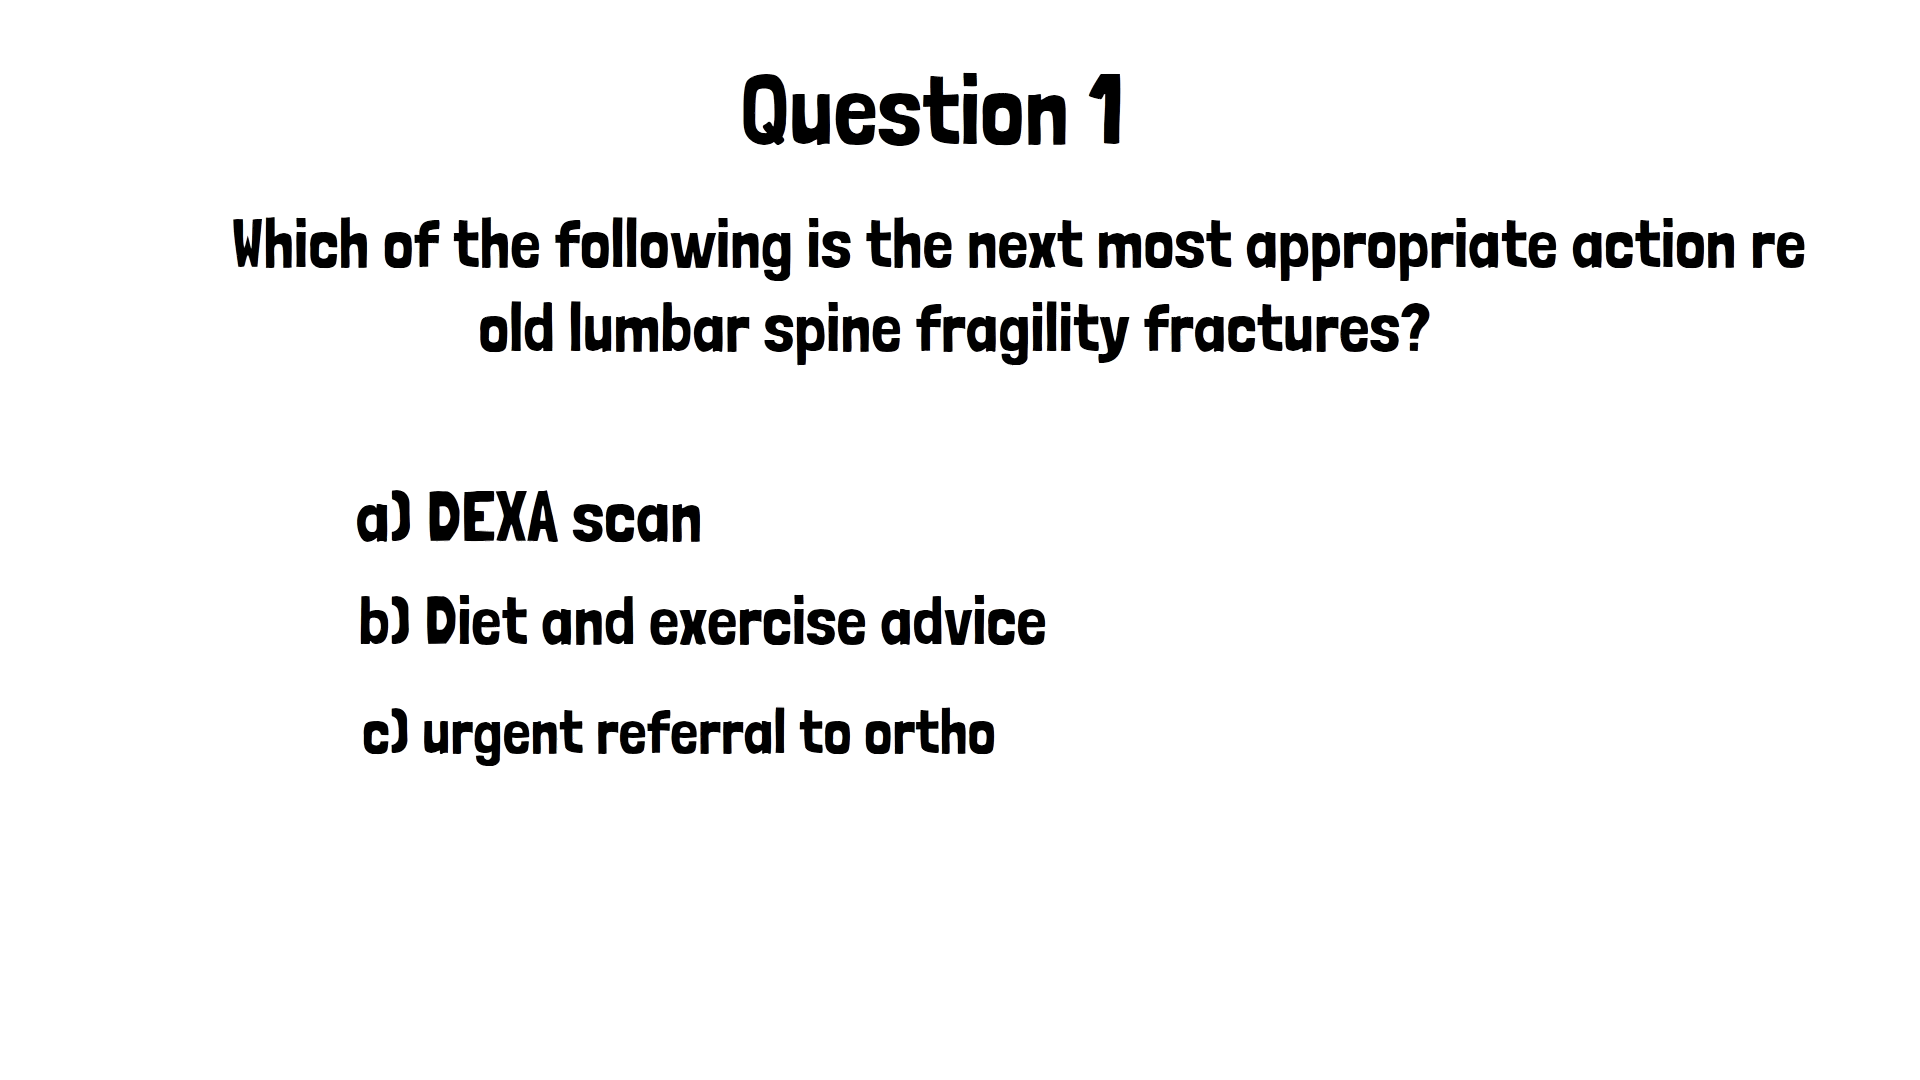 Question 1
Which of the following is the next most appropriate action re
old lumbar spine fragility fractures?
a) DEXA scan
b) Diet and exercise advice
c) urgent referral to ortho